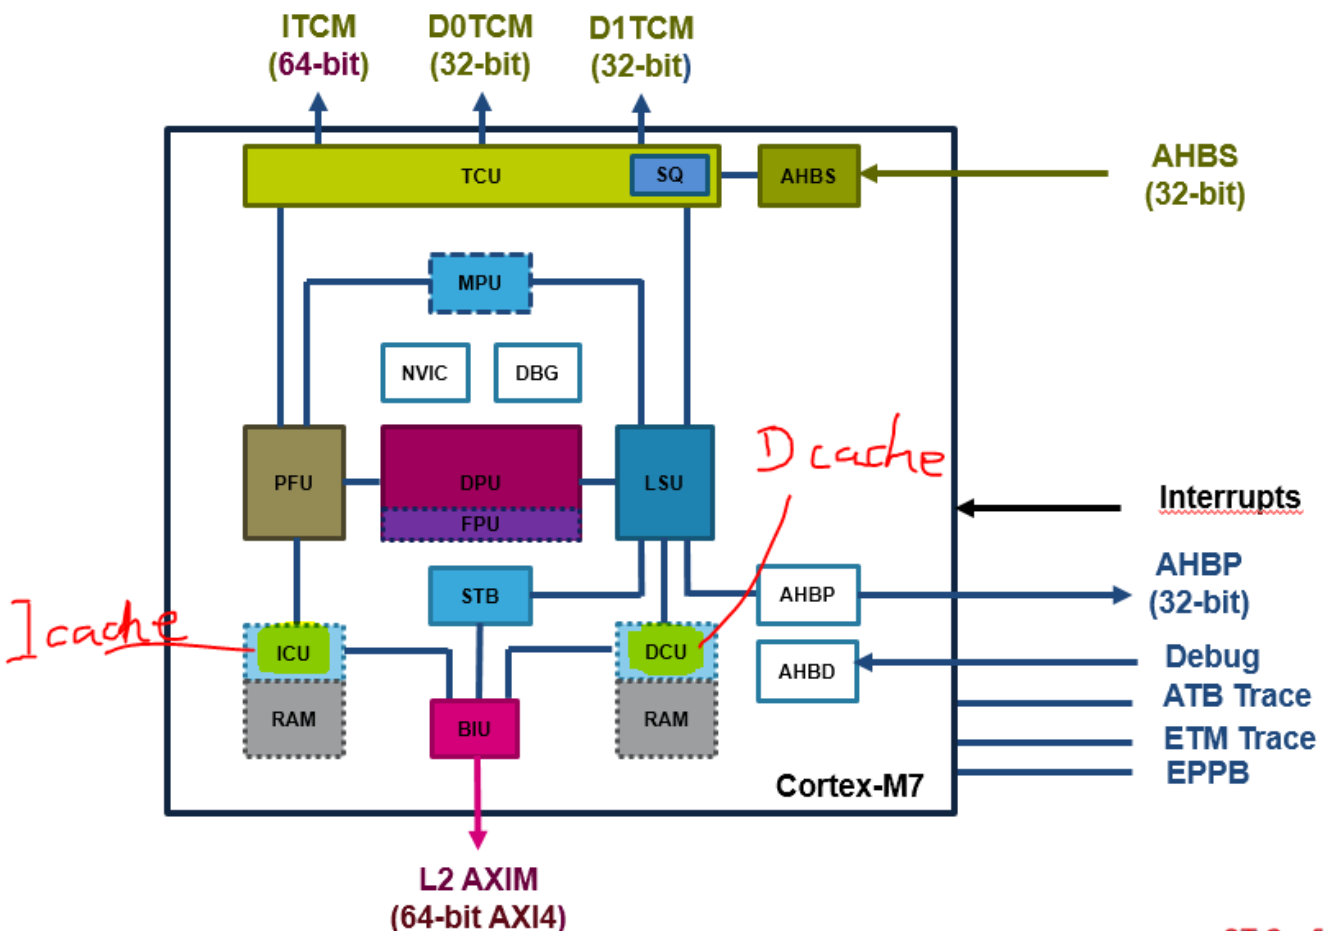 ITCM
(64-bit)
D0TCM
(32-bit)
D1TCM
(32-bit)
TCU
SQ
AHBS
AHBS
(32-bit)
MPU
NVIC
DBG
PFU
DPU
FPU
LSU
D cache
Interrupts
STB
AHBP
AHBP
(32-bit)
I cache
ICU
DCU
AHBD
Debug
ATB Trace
RAM
BIU
RAM
ETM Trace
EPPB
Cortex-M7
L2 AXIM
(64-bit AXI4)